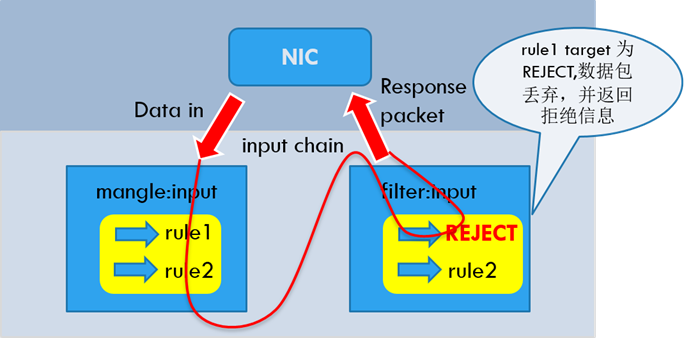 NIC
rule1 target 为
REJECT,数据包
丢弃，并返回
拒绝信息
Data in
Response
packet
input chain
mangle:input
rule1
rule2
filter:input
REJECT
rule2